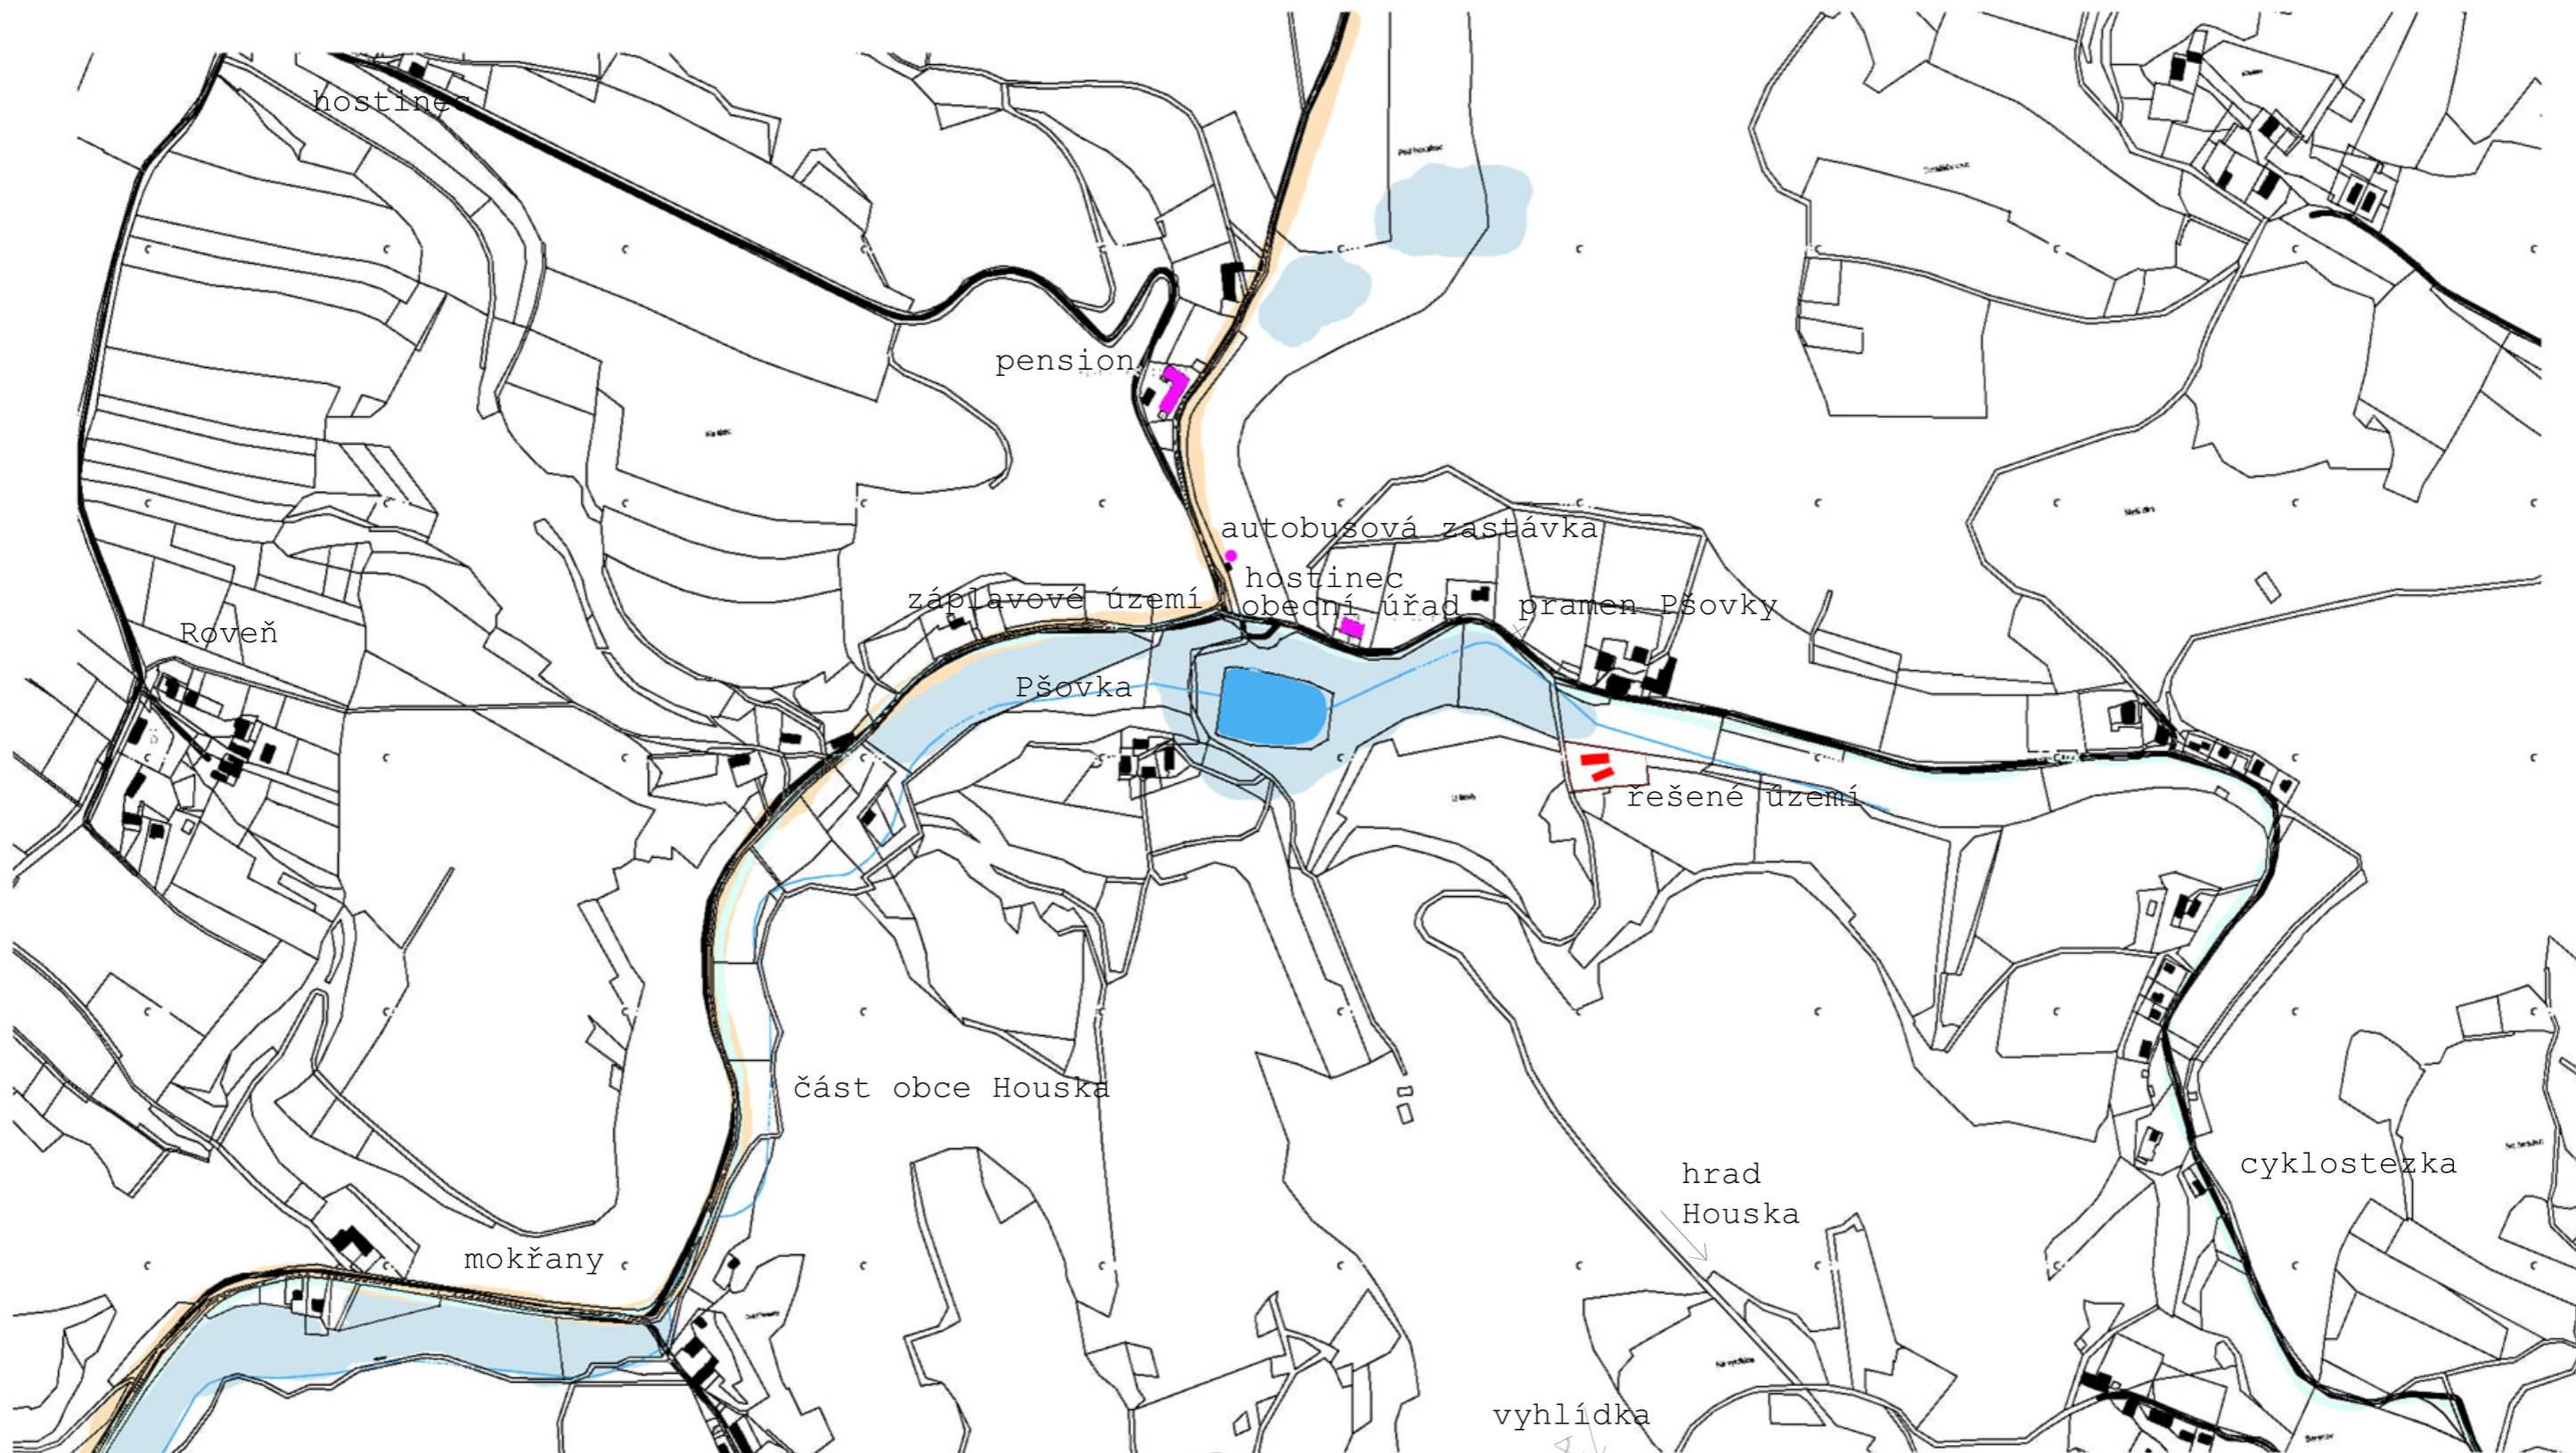 hostinec
pension
autobusová zastávka
hostinec
záplavové území
obecní úřad
pramen Pšovky
Roveň
Pšovka
řešené území
část obce Houska
hrad
Houska
cyklostezka
mokřany
vyhlídka